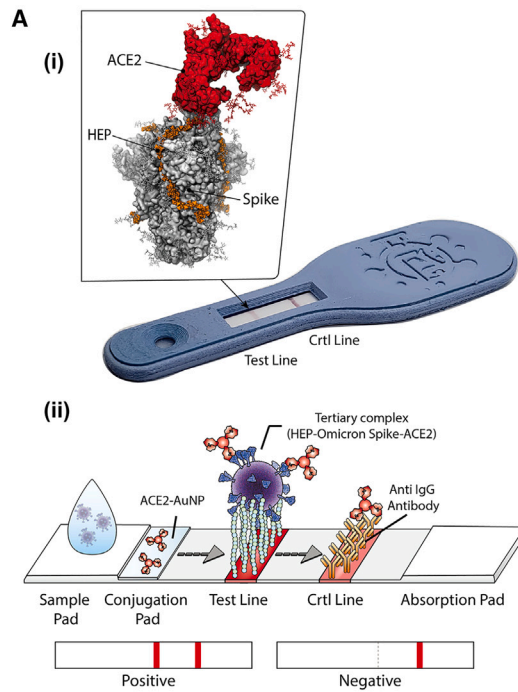 A
(i)
ACE2
HEP
Spike
Crtl Line
Test Line
(ii)
Tertiary complex
(HEP-Omicron Spike-ACE2)
ACE2-AuNP
Anti IgG
Antibody
Sample
Pad
Conjugation
Pad
Test Line
Crtl Line
Absorption Pad
Positive
Negative